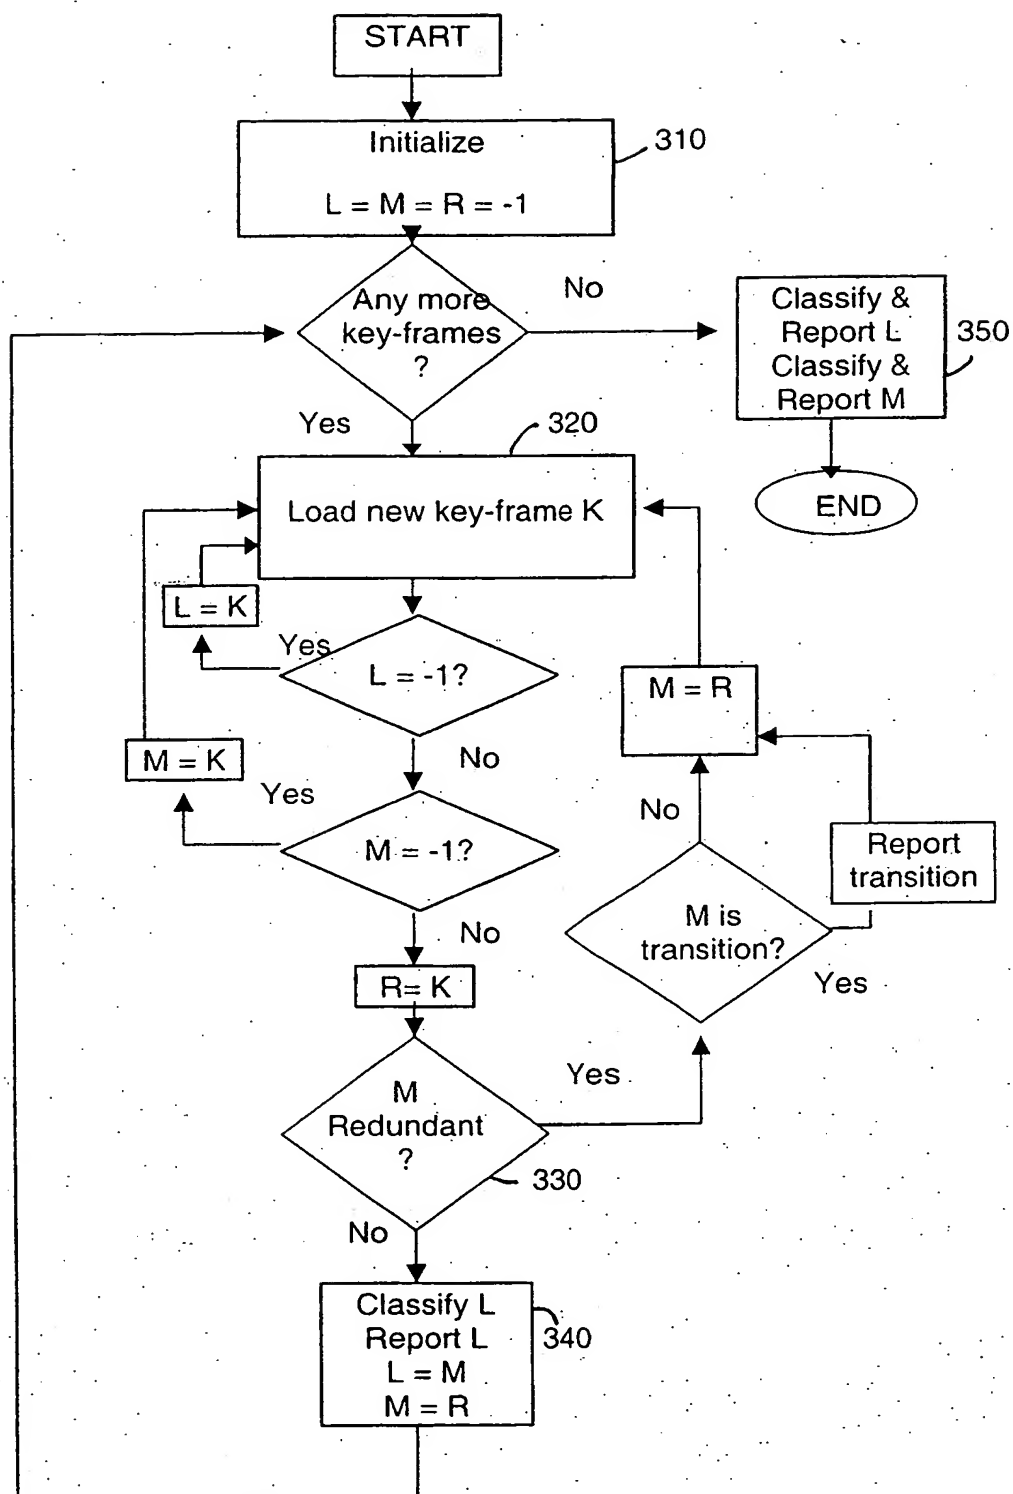 START
Initialize
310
L = M = R = -1
Any more
key-frames
?
No
Classify &
Report L
Classify &
Report M
350
Yes
320
Load new key-frame K
END
L = K
Yes
L = -1?
M = R
M = K
No
Yes
M = -1?
No
Report
transition
M is
transition?
No
Yes
R= K
M
Redundant
?
Yes
330
No
Classify L
Report L
L = M
M = R
340